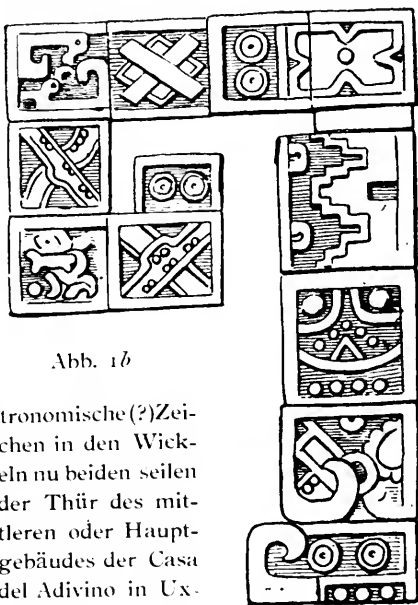 Abb. 1b
tronomische(?)Zei-
chen in den Wick-
eln nu beiden seilen
der Thür des mit-
tleren oder Haupt-
gebäudes der Casa
del Adivino in Ux-